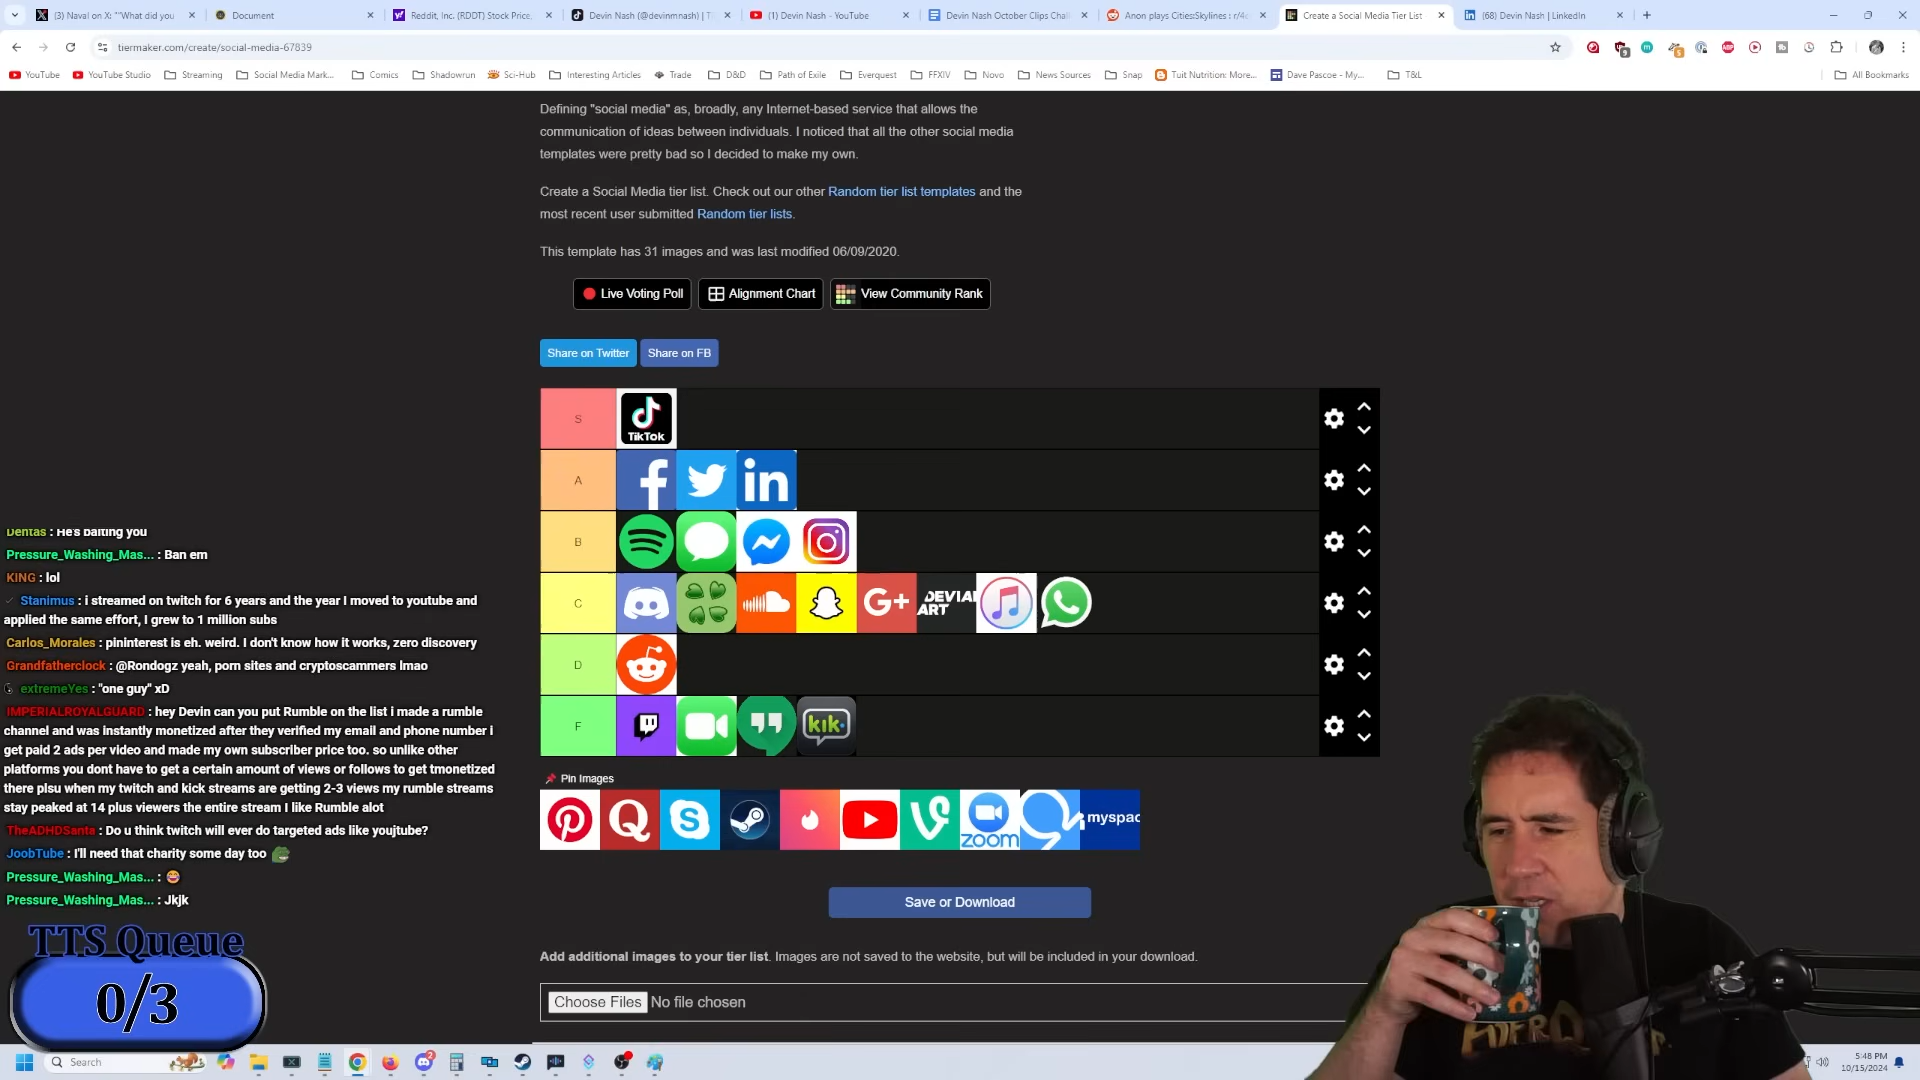 (3) Naval on X: "What did you
Document
Reddit, Inc. (RDDT) Stock Price,
Devin Nash (@devinmnash) | T
(1) Devin Nash - YouTube
Devin Nash October Clips Chal
Anon plays CitiesSkylines : r/4c
Create a Social Media Tier List
(68) Devin Nash | LinkedIn
tiermaker.com/create/social-media-67839
YouTube
YouTube Studio
Streaming
Social Media Mark...
Comics
Shadowrun
Sci-Hub
Interesting Articles
Trade
D&D
Path of Exile
Everquest
FFXIV
Novo
News Sources
Snap
Tuit Nutrition: More...
Dave Pascoe - My...
T&L
All Bookmarks
Defining "social media" as, broadly, any Internet-based service that allows the
communication of ideas between individuals. I noticed that all the other social media
templates were pretty bad so I decided to make my own.
Create a Social Media tier list. Check out our other Random tier list templates and the
most recent user submitted Random tier lists.
This template has 31 images and was last modified 06/09/2020.
Live Voting Poll
Alignment Chart
View Community Rank
Share on Twitter
Share on FB
S
TikTok
A
in
B
C
G+
DEVIAN
ART
D
F
kik
Pin Images
zoom
myspac
Save or Download
Add additional images to your tier list. Images are not saved to the website, but will be included in your download.
Choose Files No file chosen
Dentas : He's baiting you
Pressure_Washing_Mas... : Ban em
KING : lol
Stanimus : i streamed on twitch for 6 years and the year I moved to youtube and
applied the same effort, I grew to 1 million subs
Carlos_Morales : pininterest is eh. weird. I don't know how it works, zero discovery
Grandfatherclock : @Rondogz yeah, porn sites and cryptoscammers lmao
extremeYes : "one guy" xD
IMPERIALROYALGUARD : hey Devin can you put Rumble on the list i made a rumble
channel and was instantly monetized after they verified my email and phone number i
get paid 2 ads per video and made my own subscriber price too. so unlike other
platforms you dont have to get a certain amount of views or follows to get tmonetized
there plsu when my twitch and kick streams are getting 2-3 views my rumble streams
stay peaked at 14 plus viewers the entire stream I like Rumble alot
TheADHDSanta : Do u think twitch will ever do targeted ads like youjtube?
JoobTube : I'll need that charity some day too
Pressure_Washing_Mas... :
Pressure_Washing_Mas... : Jkjk
TTS Queue
0/3
Search
5:48 PM
10/15/2024